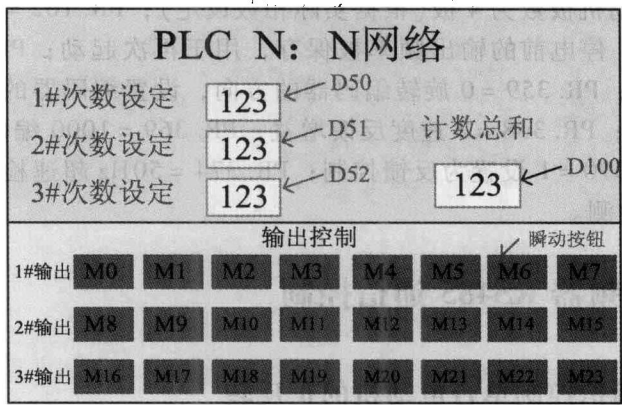 PLC N：N网络
1#次数设定 123 D50
2#次数设定 123 D51 计数总和
3#次数设定 123 D52 123 D100
输出控制 瞬动按钮
1#输出 M0 M1 M2 M3 M4 M5 M6 M7
2#输出 M8 M9 M10 M11 M12 M13 M14 M15
3#输出 M16 M17 M18 M19 M20 M21 M22 M23